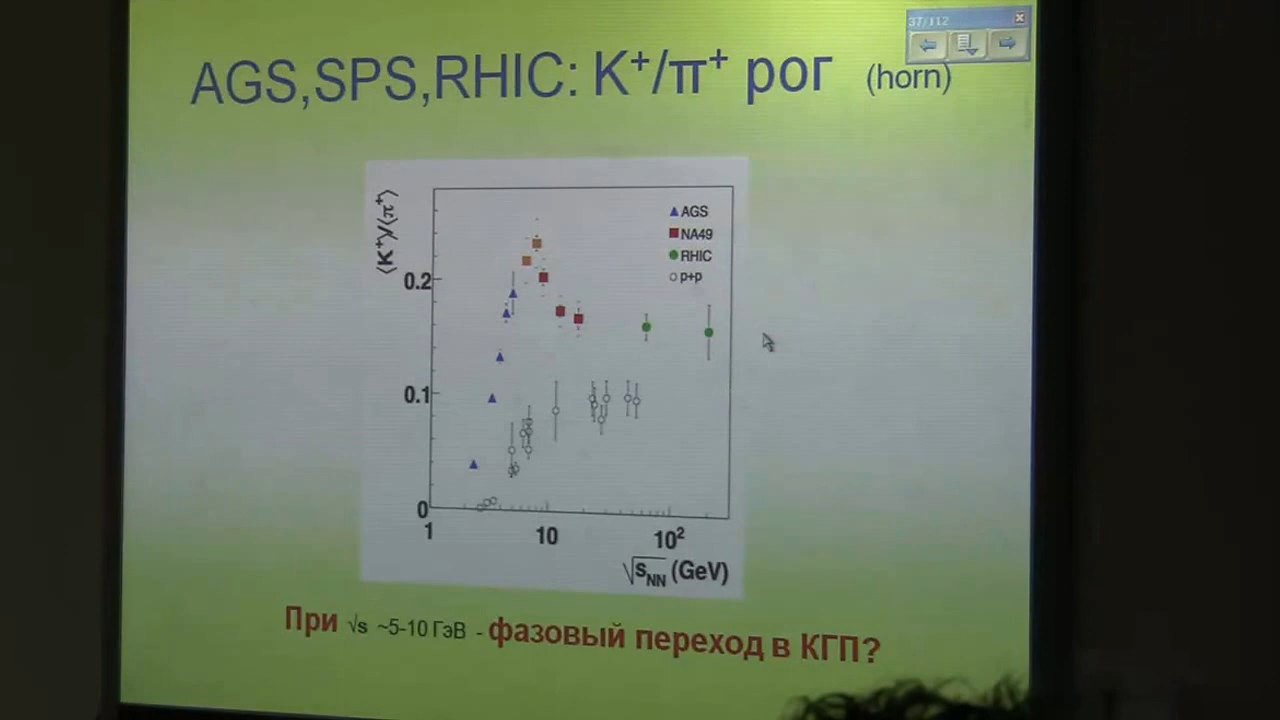 37/112
AGS,SPS,RHIC: K⁺/π⁺ рог (horn)
⟨K⁺⟩/⟨π⁺⟩
AGS
NA49
RHIC
p+p
0.2
0.1
0
1 10 10²
√sNN (GeV)
При √s ~5-10 ГэВ - фазовый переход в КГП?